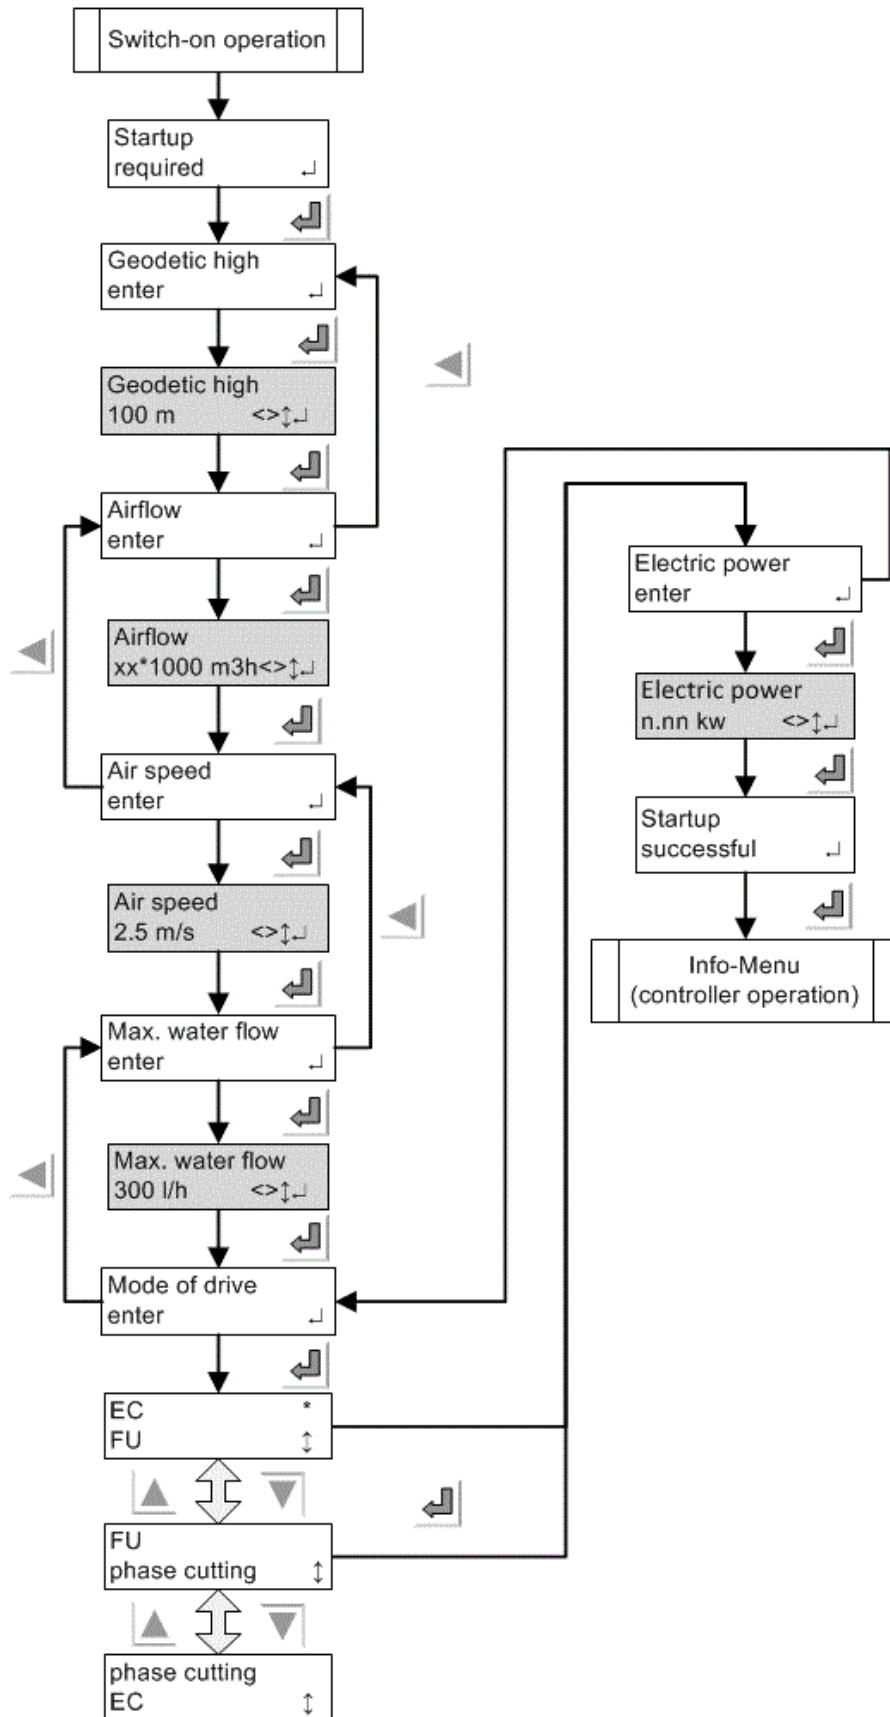 Switch-on operation
Startup
required ↵
Geodetic high
enter ↵
Geodetic high
100 m <>↕↵
Airflow
enter ↵
Airflow
xx*1000 m3h<>↕↵
Air speed
enter ↵
Air speed
2.5 m/s <>↕↵
Max. water flow
enter ↵
Max. water flow
300 l/h <>↕↵
Mode of drive
enter ↵
EC *
FU ↕
FU
phase cutting ↕
phase cutting
EC ↕
Electric power
enter ↵
Electric power
n.nn kw <>↕↵
Startup
successful ↵
Info-Menu
(controller operation)